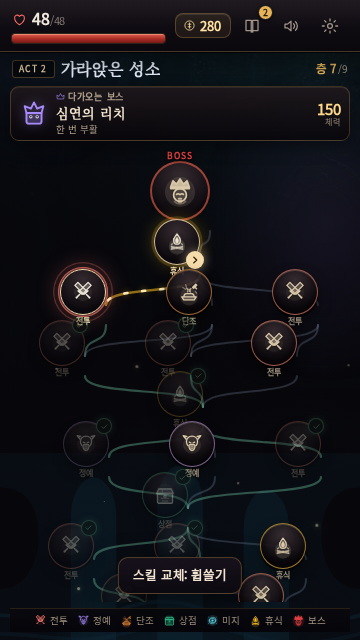 48/48
280
2
ACT 2 가라앉은 성소
층 7/9
다가오는 보스
심연의 리치
한 번 부활
150
체력
BOSS
휴식
전투 단조 전투
전투 전투 전투
휴식
정예 정예 전투
상점
전투 휴식
스킬 교체: 휩쓸기
전투 정예 단조 상점 미지 휴식 보스